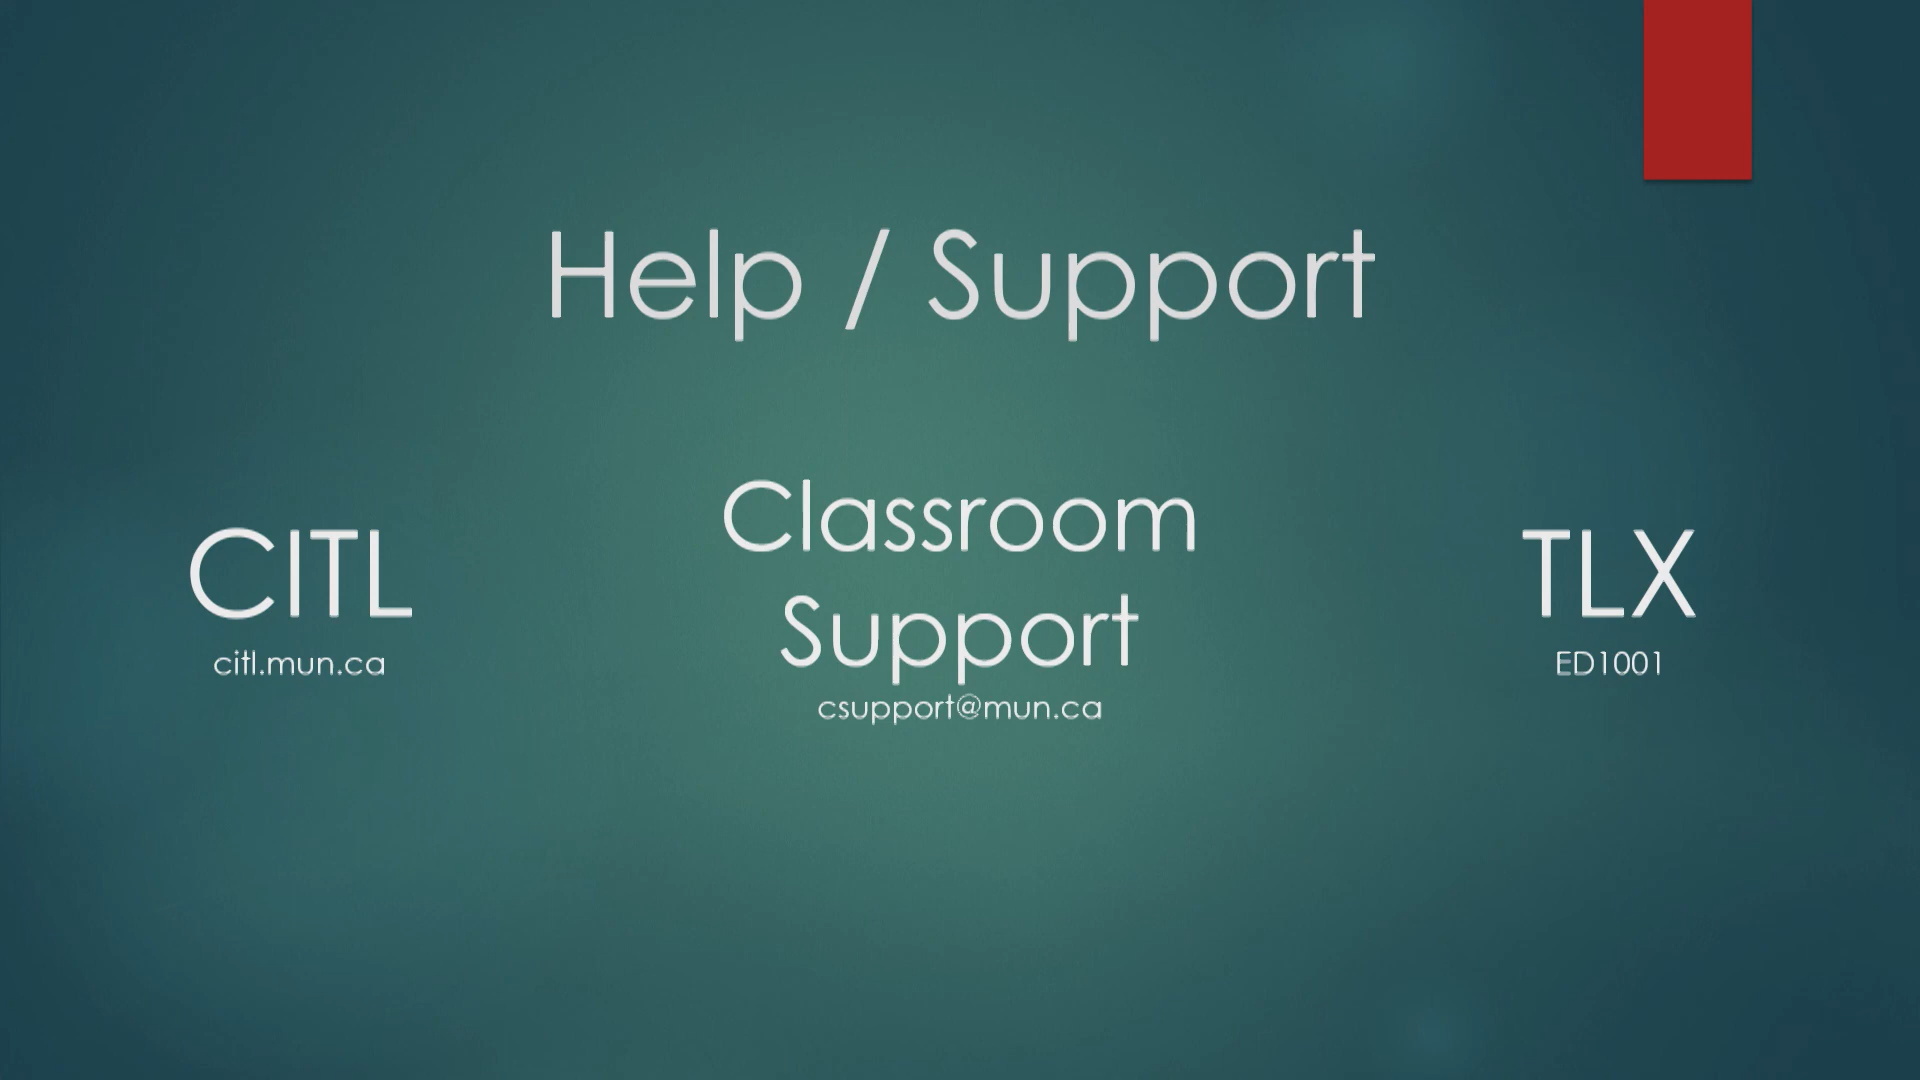 Help / Support
CITL
citl.mun.ca
Classroom
Support
csupport@mun.ca
TLX
ED1001